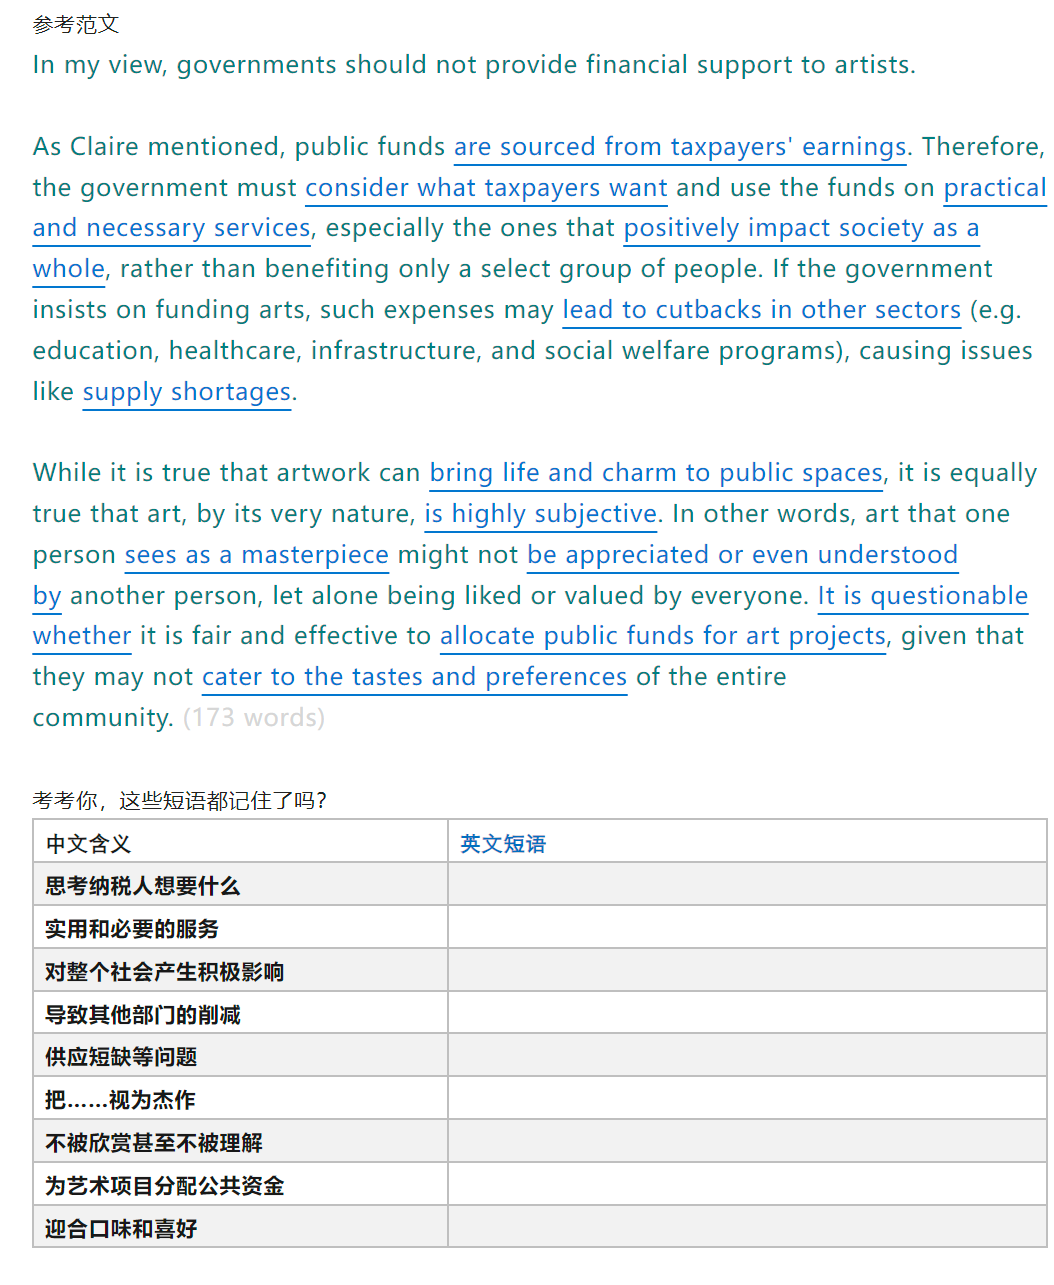 参考范文
In my view, governments should not provide financial support to artists.
As Claire mentioned, public funds are sourced from taxpayers' earnings. Therefore,
the government must consider what taxpayers want and use the funds on practical
and necessary services, especially the ones that positively impact society as a
whole, rather than benefiting only a select group of people. If the government
insists on funding arts, such expenses may lead to cutbacks in other sectors (e.g.
education, healthcare, infrastructure, and social welfare programs), causing issues
like supply shortages.
While it is true that artwork can bring life and charm to public spaces, it is equally
true that art, by its very nature, is highly subjective. In other words, art that one
person sees as a masterpiece might not be appreciated or even understood
by another person, let alone being liked or valued by everyone. It is questionable
whether it is fair and effective to allocate public funds for art projects, given that
they may not cater to the tastes and preferences of the entire
community. (173 words)
考考你，这些短语都记住了吗？
中文含义 英文短语
思考纳税人想要什么
实用和必要的服务
对整个社会产生积极影响
导致其他部门的削减
供应短缺等问题
把……视为杰作
不被欣赏甚至不被理解
为艺术项目分配公共资金
迎合口味和喜好